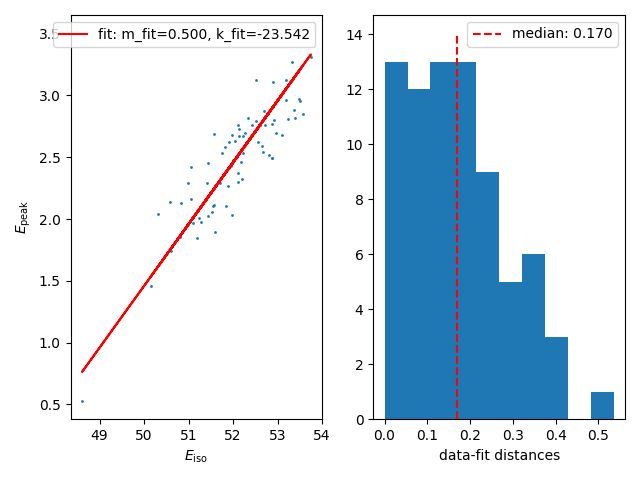 fit: m_fit=0.500, k_fit=-23.542
3.5
3.0
2.5
2.0
1.5
1.0
0.5
E_peak
49 50 51 52 53 54
E_iso
median: 0.170
14
12
10
8
6
4
2
0
0.0 0.1 0.2 0.3 0.4 0.5
data-fit distances